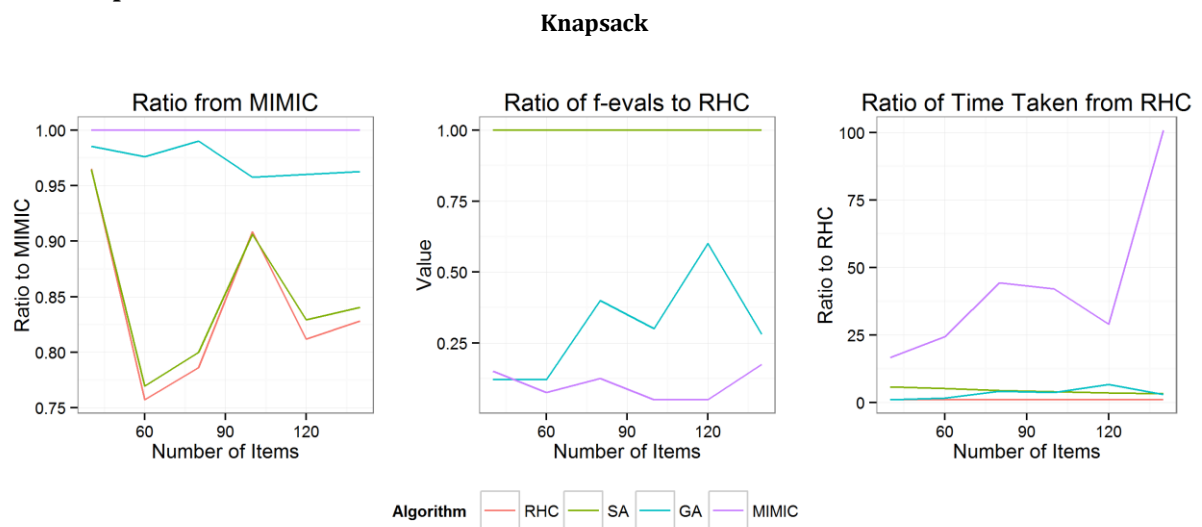 Knapsack
Ratio from MIMIC
Ratio to MIMIC
1.00
0.95
0.90
0.85
0.80
0.75
60
90
120
Number of Items
Ratio of f-evals to RHC
Value
1.00
0.75
0.50
0.25
60
90
120
Number of Items
Ratio of Time Taken from RHC
Ratio to RHC
100
75
50
25
0
60
90
120
Number of Items
Algorithm RHC SA GA MIMIC